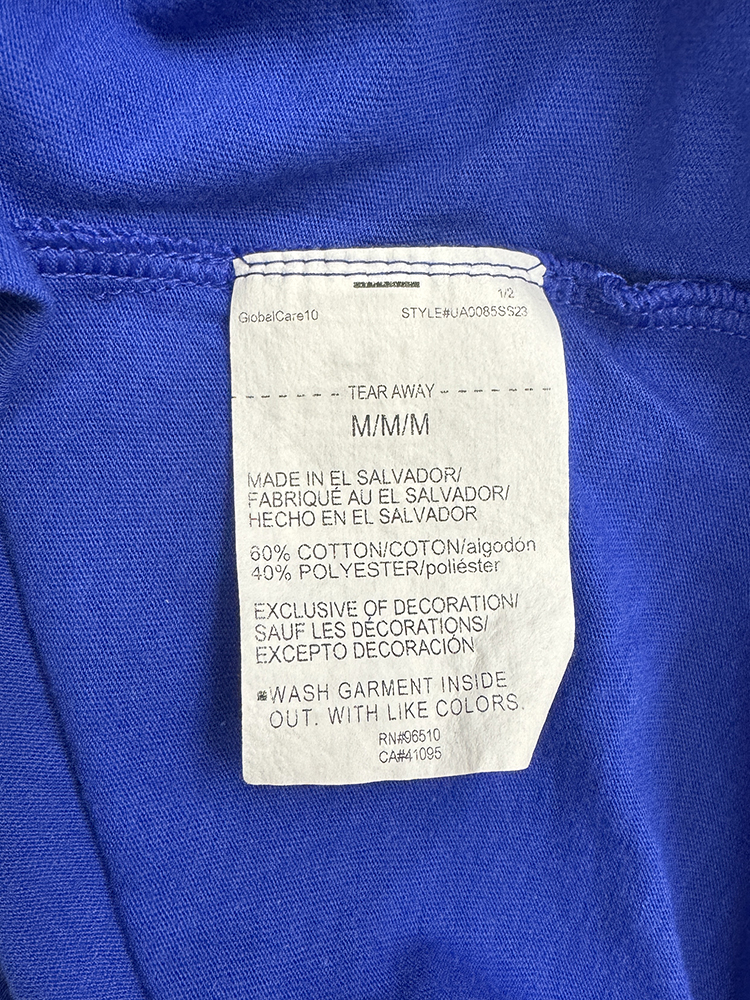 1/2
GlobalCare10 STYLE#UA0085SS23
TEAR AWAY
M/M/M
MADE IN EL SALVADOR/
FABRIQUÉ AU EL SALVADOR/
HECHO EN EL SALVADOR
60% COTTON/COTON/algodón
40% POLYESTER/poliéster
EXCLUSIVE OF DECORATION/
SAUF LES DÉCORATIONS/
EXCEPTO DECORACIÓN
WASH GARMENT INSIDE
OUT. WITH LIKE COLORS.
RN#96510
CA#41095